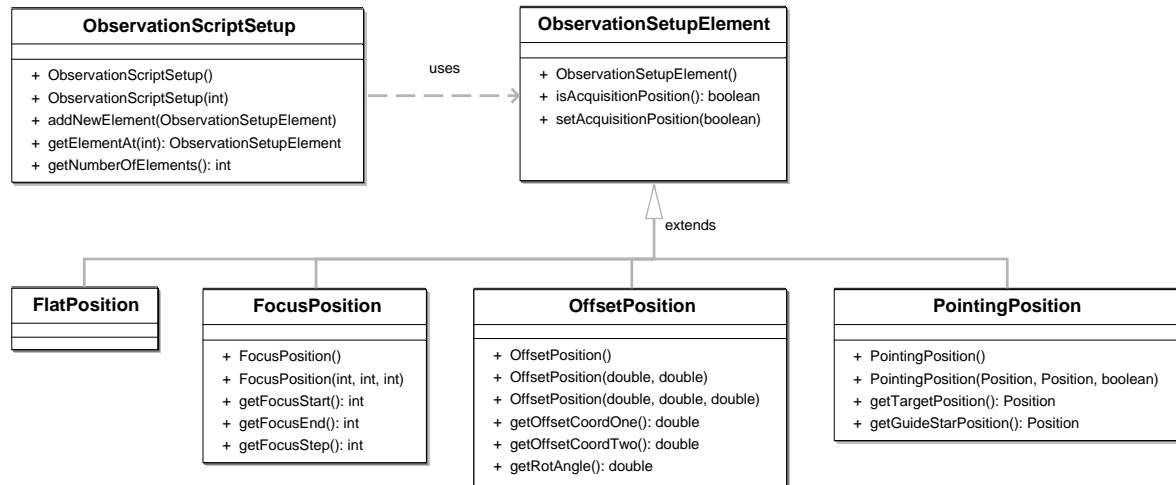 ObservationScriptSetup
+ ObservationScriptSetup()
+ ObservationScriptSetup(int)
+ addNewElement(ObservationSetupElement)
+ getElementAt(int): ObservationSetupElement
+ getNumberOfElements(): int
uses
ObservationSetupElement
+ ObservationSetupElement()
+ isAcquisitionPosition(): boolean
+ setAcquisitionPosition(boolean)
extends
FlatPosition
FocusPosition
+ FocusPosition()
+ FocusPosition(int, int, int)
+ getFocusStart(): int
+ getFocusEnd(): int
+ getFocusStep(): int
OffsetPosition
+ OffsetPosition()
+ OffsetPosition(double, double)
+ OffsetPosition(double, double, double)
+ getOffsetCoordOne(): double
+ getOffsetCoordTwo(): double
+ getRotAngle(): double
PointingPosition
+ PointingPosition()
+ PointingPosition(Position, Position, boolean)
+ getTargetPosition(): Position
+ getGuideStarPosition(): Position